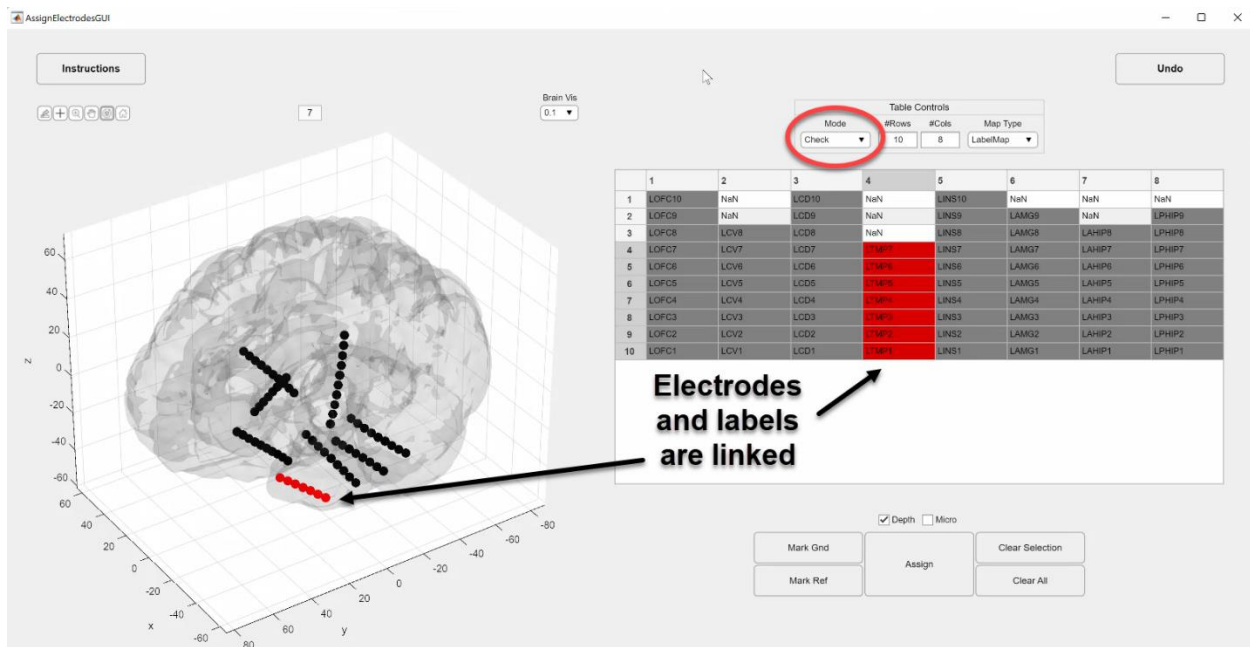 AssignElectrodesGUI
Instructions
Undo
7
Brain Vis
0.1
Table Controls
Mode #Rows #Cols Map Type
Check 10 8 LabelMap
1 2 3 4 5 6 7 8
1 LOFC10 NaN LCD10 NaN LINS10 NaN NaN NaN
2 LOFC9 NaN LCD9 NaN LINS9 LAMG9 NaN LPHIP9
3 LOFC8 LCV8 LCD8 NaN LINS8 LAMG8 LAHIP8 LPHIP8
4 LOFC7 LCV7 LCD7 LTMP7 LINS7 LAMG7 LAHIP7 LPHIP7
5 LOFC6 LCV6 LCD6 LTMP6 LINS6 LAMG6 LAHIP6 LPHIP6
6 LOFC5 LCV5 LCD5 LTMP5 LINS5 LAMG5 LAHIP5 LPHIP5
7 LOFC4 LCV4 LCD4 LTMP4 LINS4 LAMG4 LAHIP4 LPHIP4
8 LOFC3 LCV3 LCD3 LTMP3 LINS3 LAMG3 LAHIP3 LPHIP3
9 LOFC2 LCV2 LCD2 LTMP2 LINS2 LAMG2 LAHIP2 LPHIP2
10 LOFC1 LCV1 LCD1 LTMP1 LINS1 LAMG1 LAHIP1 LPHIP1
Electrodes
and labels
are linked
60
40
20
0
-20
-40
-60
z
60
40
20
0
-20
-40
-60
x
80
60
40
20
0
-20
-40
-60
-80
y
Depth Micro
Mark Gnd
Mark Ref
Assign
Clear Selection
Clear All